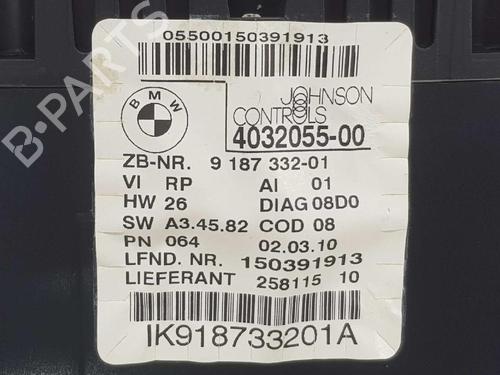 05500150391913
BMW
JOHNSON
CONTROLS
4032055-00
ZB-NR. 9 187 332-01
VI RP AI 01
HW 26 DIAG 08D0
SW A3.45.82 COD 08
PN 064 02.03.10
LFND. NR. 150391913
LIEFERANT 258115 10
IK918733201A